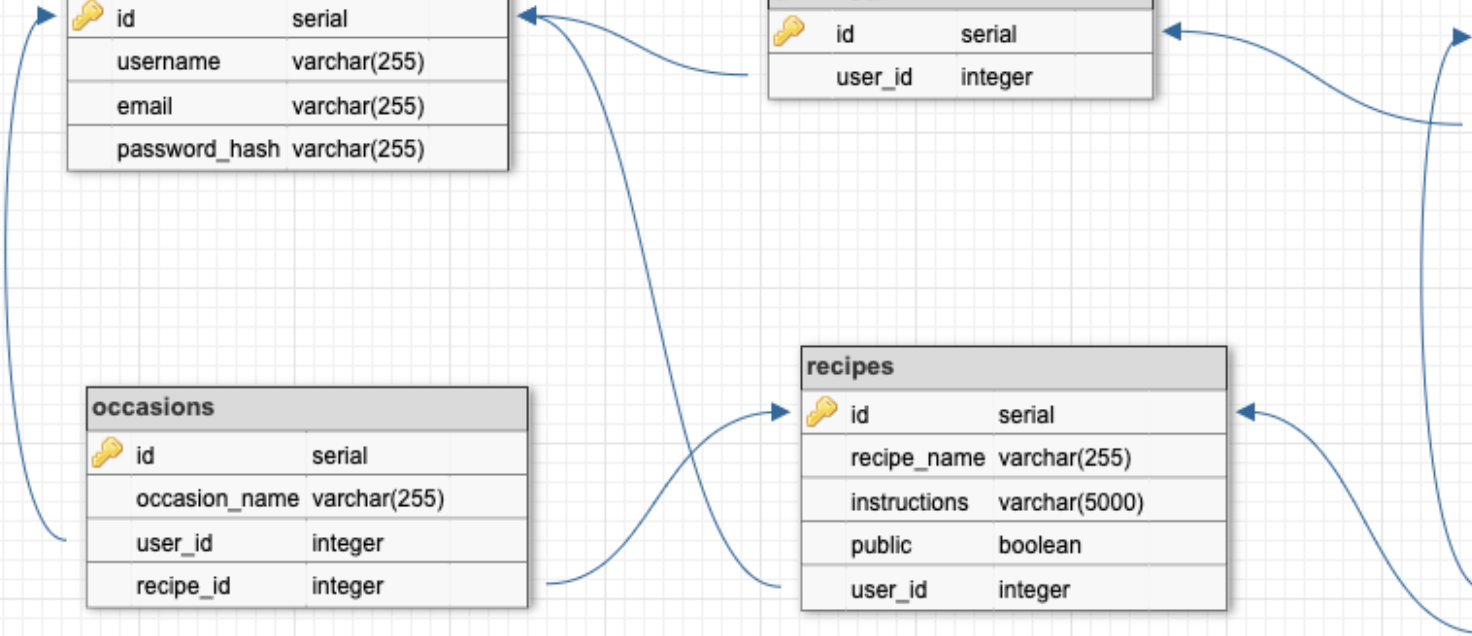 id serial
username varchar(255)
email varchar(255)
password_hash varchar(255)
id serial
user_id integer
occasions
id serial
occasion_name varchar(255)
user_id integer
recipe_id integer
recipes
id serial
recipe_name varchar(255)
instructions varchar(5000)
public boolean
user_id integer